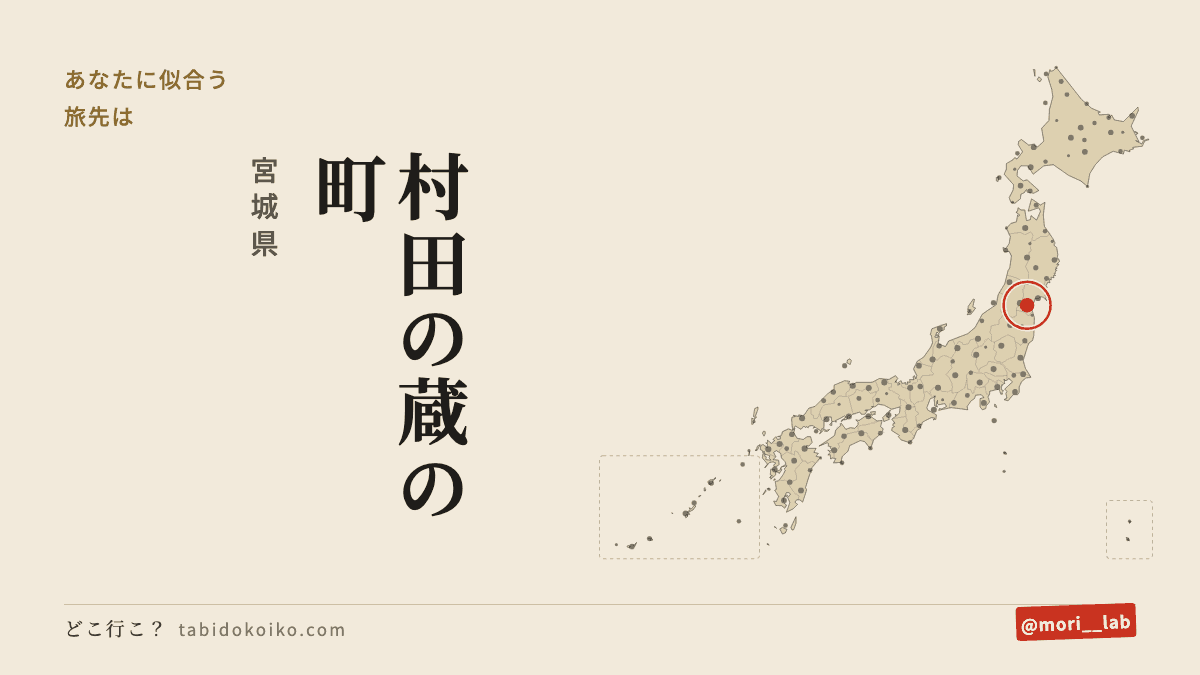 あなたに似合う
旅先は
村田の蔵の
町
宮城県
どこ行こ？ tabidokoiko.com
@mori__lab